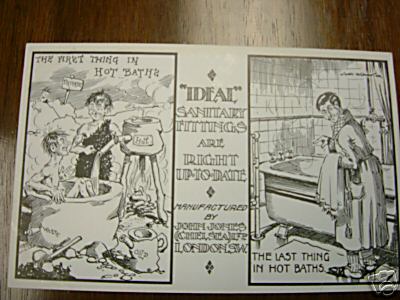 THE FIRST THING IN
HOT BATHS
"IDEAL"
SANITARY
FITTINGS
ARE
RIGHT
UP-TO-DATE
MANUFACTURED
BY
JOHN JONES
(CHELSEA) LTD
LONDON, S.W.
THE LAST THING
IN HOT BATHS.